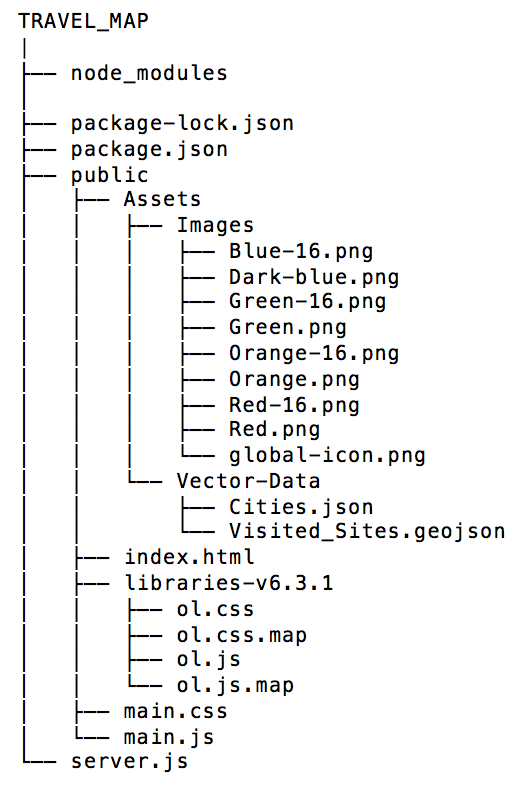 TRAVEL_MAP
│
├── node_modules
│
├── package-lock.json
├── package.json
├── public
│   ├── Assets
│   │   ├── Images
│   │   │   ├── Blue-16.png
│   │   │   ├── Dark-blue.png
│   │   │   ├── Green-16.png
│   │   │   ├── Green.png
│   │   │   ├── Orange-16.png
│   │   │   ├── Orange.png
│   │   │   ├── Red-16.png
│   │   │   ├── Red.png
│   │   │   └── global-icon.png
│   │   └── Vector-Data
│   │       ├── Cities.json
│   │       └── Visited_Sites.geojson
│   ├── index.html
│   ├── libraries-v6.3.1
│   │   ├── ol.css
│   │   ├── ol.css.map
│   │   ├── ol.js
│   │   └── ol.js.map
│   ├── main.css
│   └── main.js
└── server.js